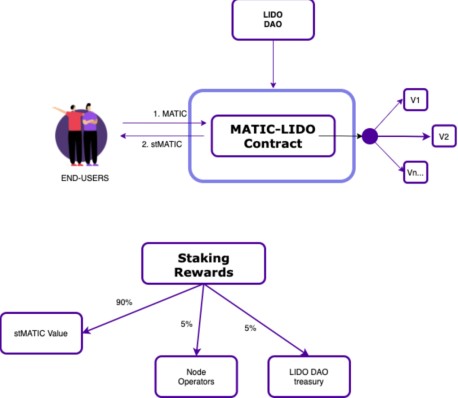 LIDO
DAO
1. MATIC
2. stMATIC
END-USERS
MATIC-LIDO
Contract
V1
V2
Vn...
Staking
Rewards
90%
5%
5%
stMATIC Value
Node
Operators
LIDO DAO
treasury